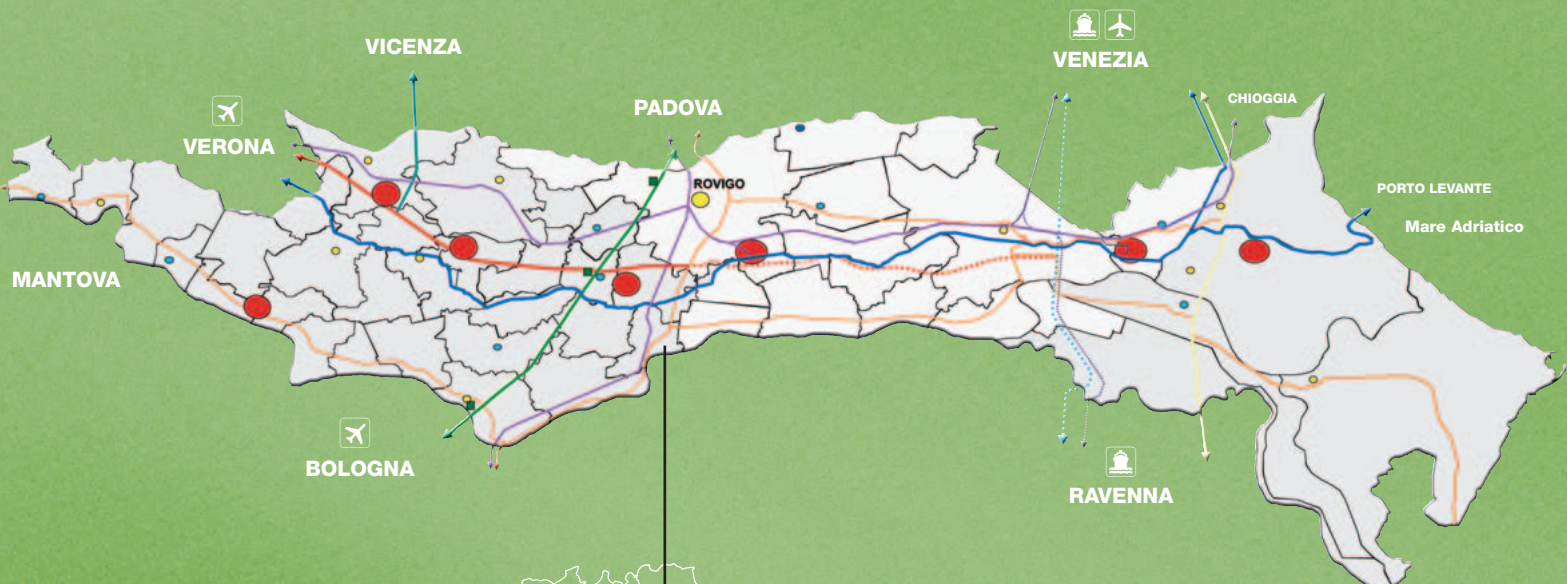 VICENZA
VENEZIA
CHIOGGIA
PADOVA
VERONA
ROVIGO
PORTO LEVANTE
Mare Adriatico
MANTOVA
BOLOGNA
RAVENNA